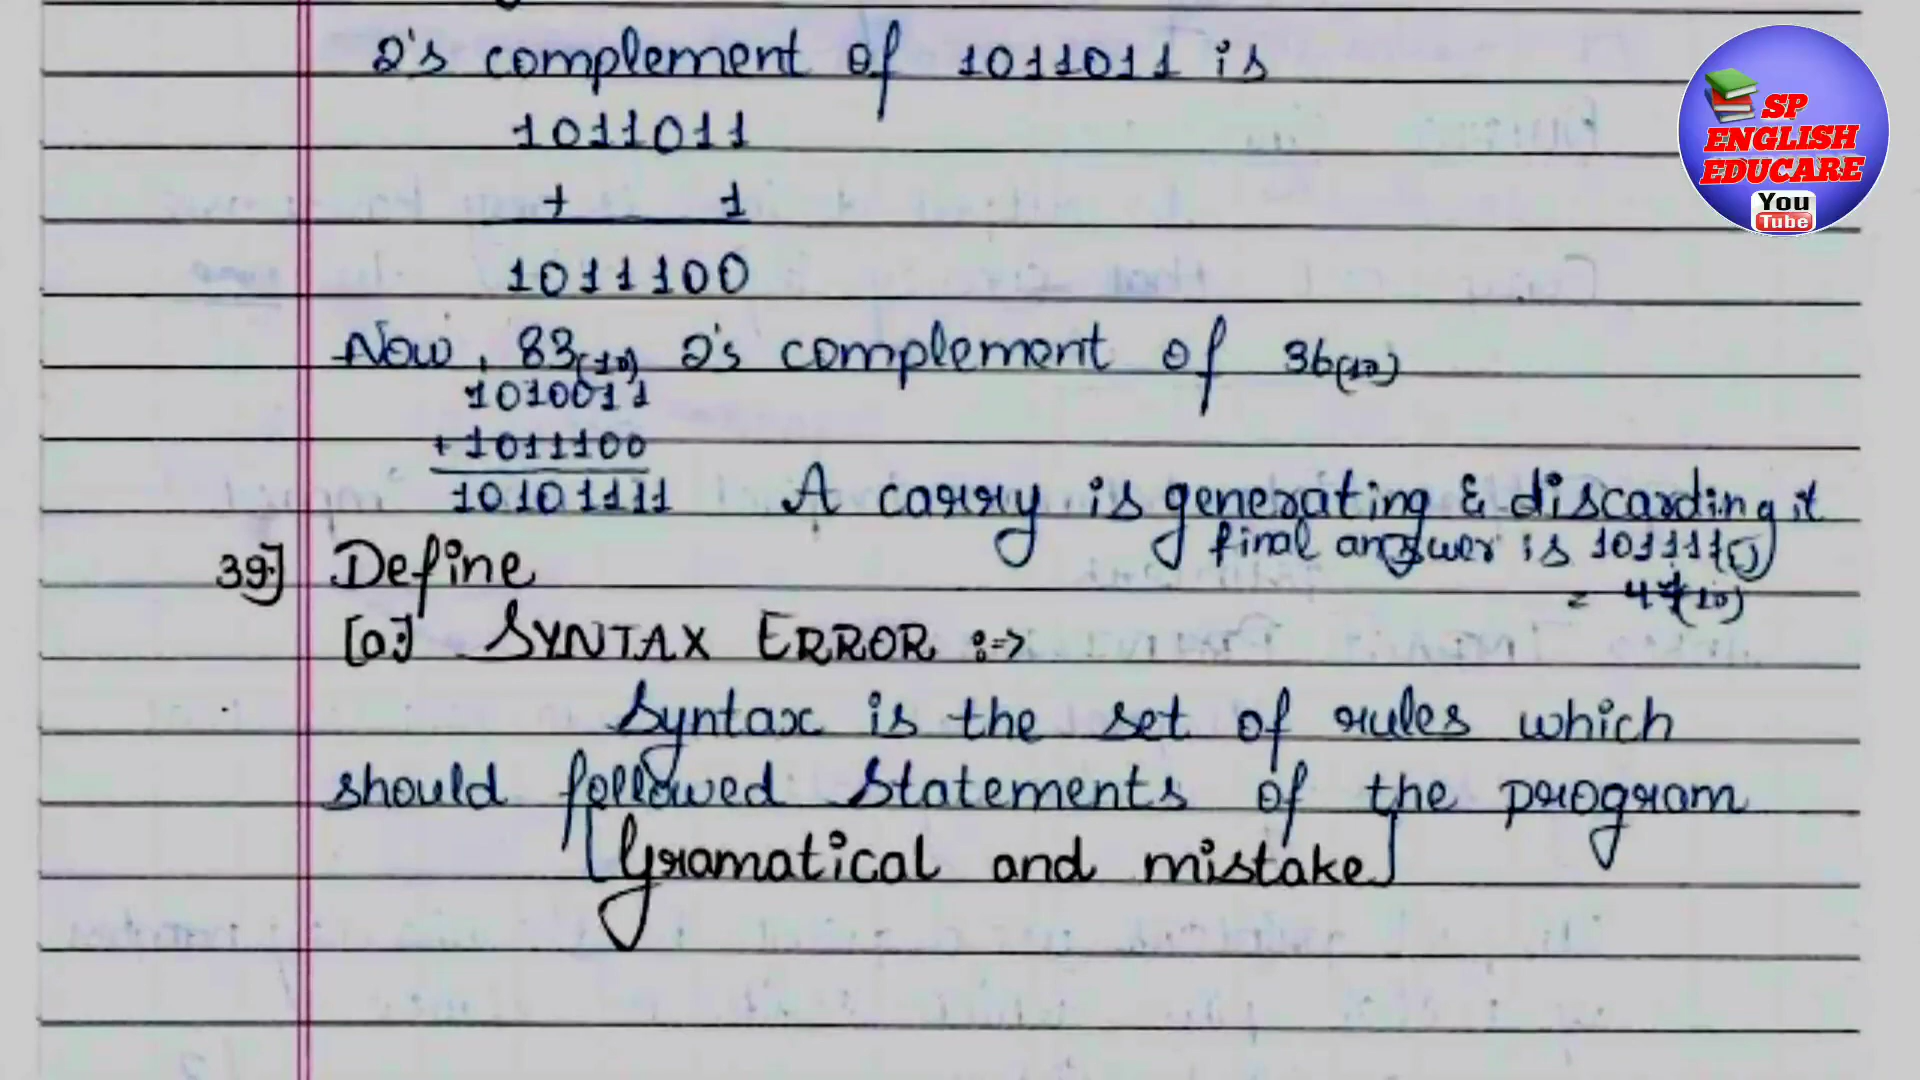 2's complement of 1011011 is
1011011
+ 1
1011100
Now, 83(10) 2's complement of 36(10)
1010011
+1011100
10101111 A carry is generating & discarding it
final answer is 101111()
= 47(10)
39.] Define
[a.] SYNTAX ERROR :->
Syntax is the set of rules which
should followed Statements of the program
[Gramatical and mistake]
SP
ENGLISH
EDUCARE
You
Tube